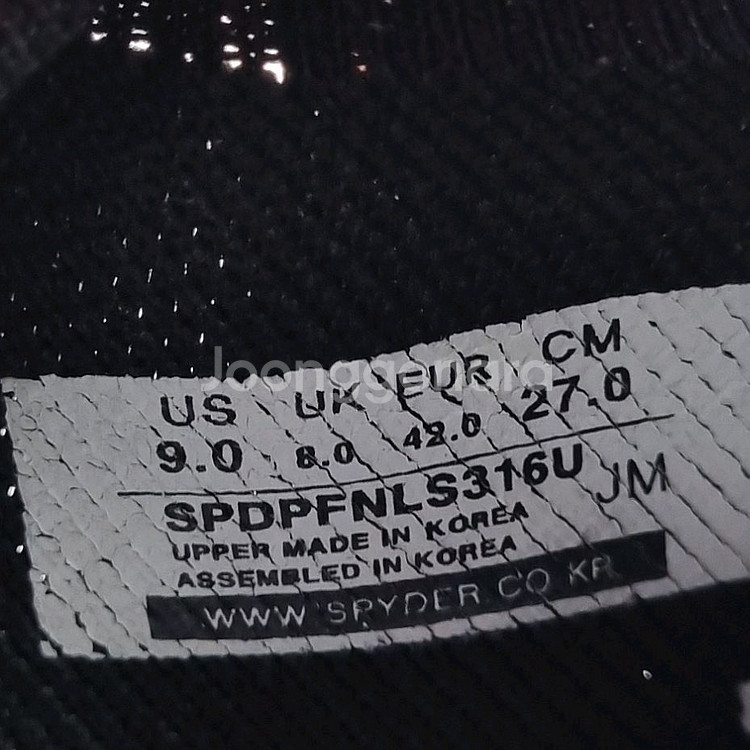 Joonggonara
US UK EUR CM
9.0 8.0 42.0 27.0
SPDPFNLS316U JM
UPPER MADE IN KOREA
ASSEMBLED IN KOREA
WWW SPYDER.CO KR